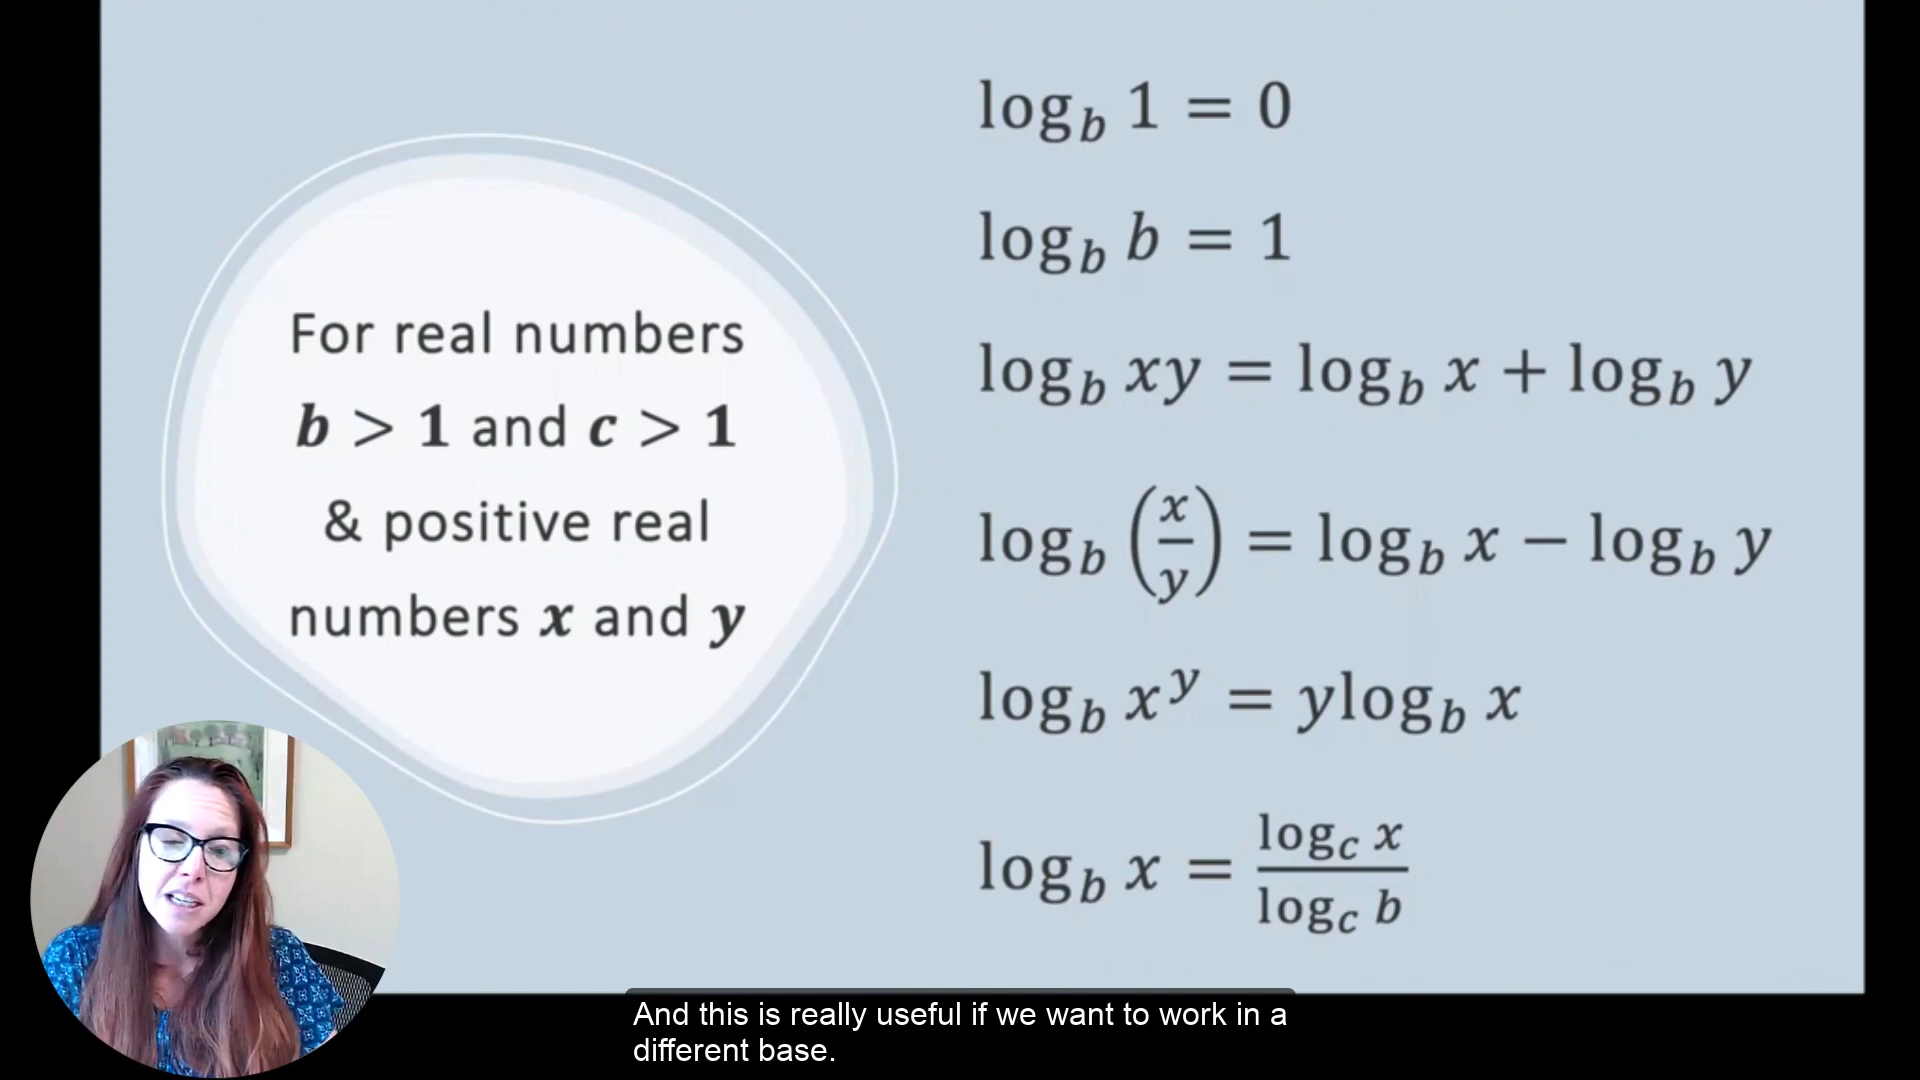 For real numbers
b > 1 and c > 1
& positive real
numbers x and y
log_b 1 = 0
log_b b = 1
log_b xy = log_b x + log_b y
log_b (x/y) = log_b x − log_b y
log_b x^y = ylog_b x
log_b x = log_c x / log_c b
And this is really useful if we want to work in a
different base.